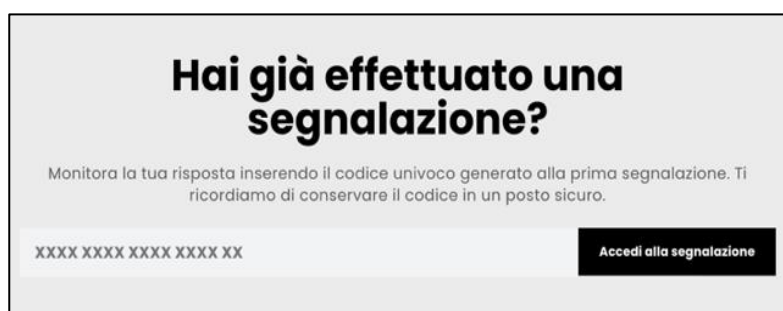 Hai già effettuato una
segnalazione?
Monitora la tua risposta inserendo il codice univoco generato alla prima segnalazione. Ti
ricordiamo di conservare il codice in un posto sicuro.
XXXX XXXX XXXX XXXX XX
Accedi alla segnalazione